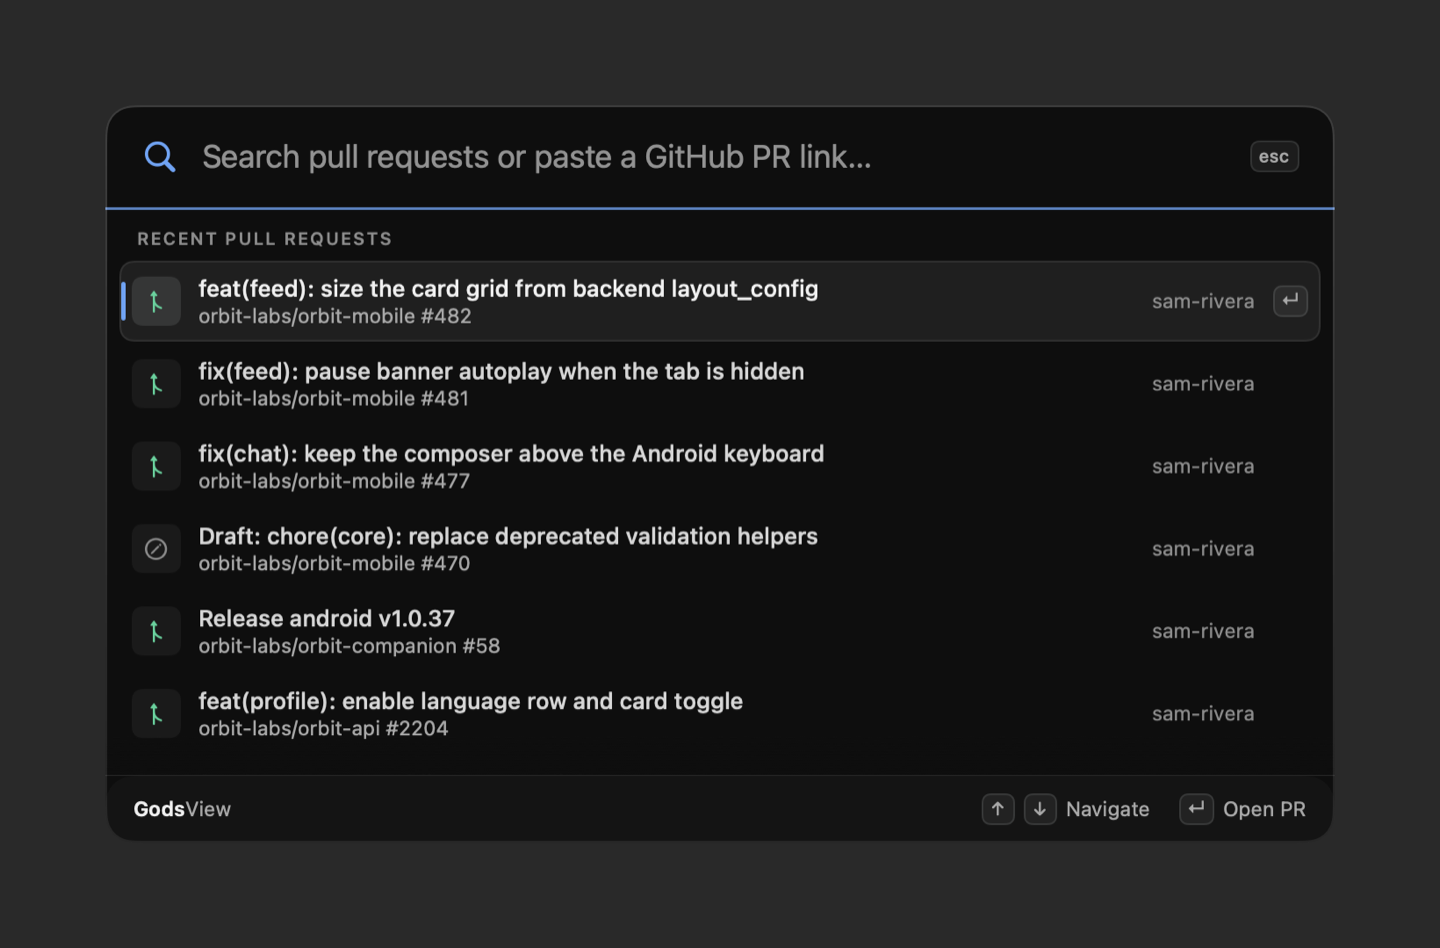 Search pull requests or paste a GitHub PR link...
esc
RECENT PULL REQUESTS
feat(feed): size the card grid from backend layout_config
orbit-labs/orbit-mobile #482
sam-rivera
fix(feed): pause banner autoplay when the tab is hidden
orbit-labs/orbit-mobile #481
sam-rivera
fix(chat): keep the composer above the Android keyboard
orbit-labs/orbit-mobile #477
sam-rivera
Draft: chore(core): replace deprecated validation helpers
orbit-labs/orbit-mobile #470
sam-rivera
Release android v1.0.37
orbit-labs/orbit-companion #58
sam-rivera
feat(profile): enable language row and card toggle
orbit-labs/orbit-api #2204
sam-rivera
GodsView
Navigate
Open PR